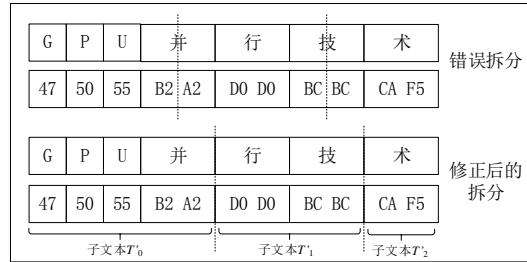 G P U 并 行 技 术
47 50 55 B2 A2 D0 D0 BC BC CA F5
错误拆分
G P U 并 行 技 术
47 50 55 B2 A2 D0 D0 BC BC CA F5
修正后的
拆分
子文本T'0 子文本T'1 子文本T'2